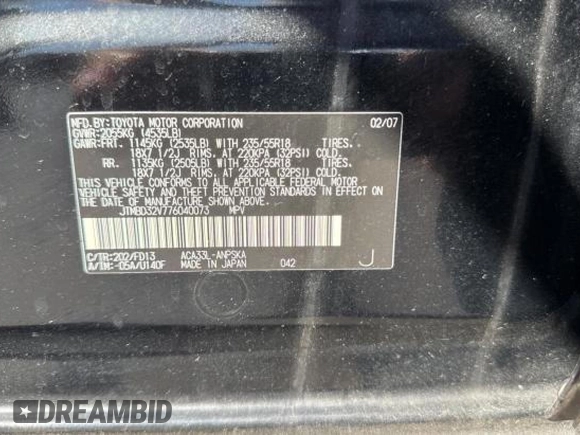 MFD.BY:TOYOTA MOTOR CORPORATION 02/07
GVWR:2055KG (4535LB)
GAWR:FRT. 1145KG (2535LB) WITH 235/55R18 TIRES.
18X7 1/2J RIMS. AT 220KPA (32PSI) COLD.
RR. 1135KG (2505LB) WITH 235/55R18 TIRES.
18X7 1/2J RIMS. AT 220KPA (32PSI) COLD.
THIS VEHICLE CONFORMS TO ALL APPLICABLE FEDERAL MOTOR
VEHICLE SAFETY AND THEFT PREVENTION STANDARDS IN EFFECT ON
THE DATE OF MANUFACTURE SHOWN ABOVE.
JTMBD32V776040073 MPV
C/TR:202/FD13 ACA33L-ANPSKA
A/TM:-05A/U140F MADE IN JAPAN 042 J
DREAMBID